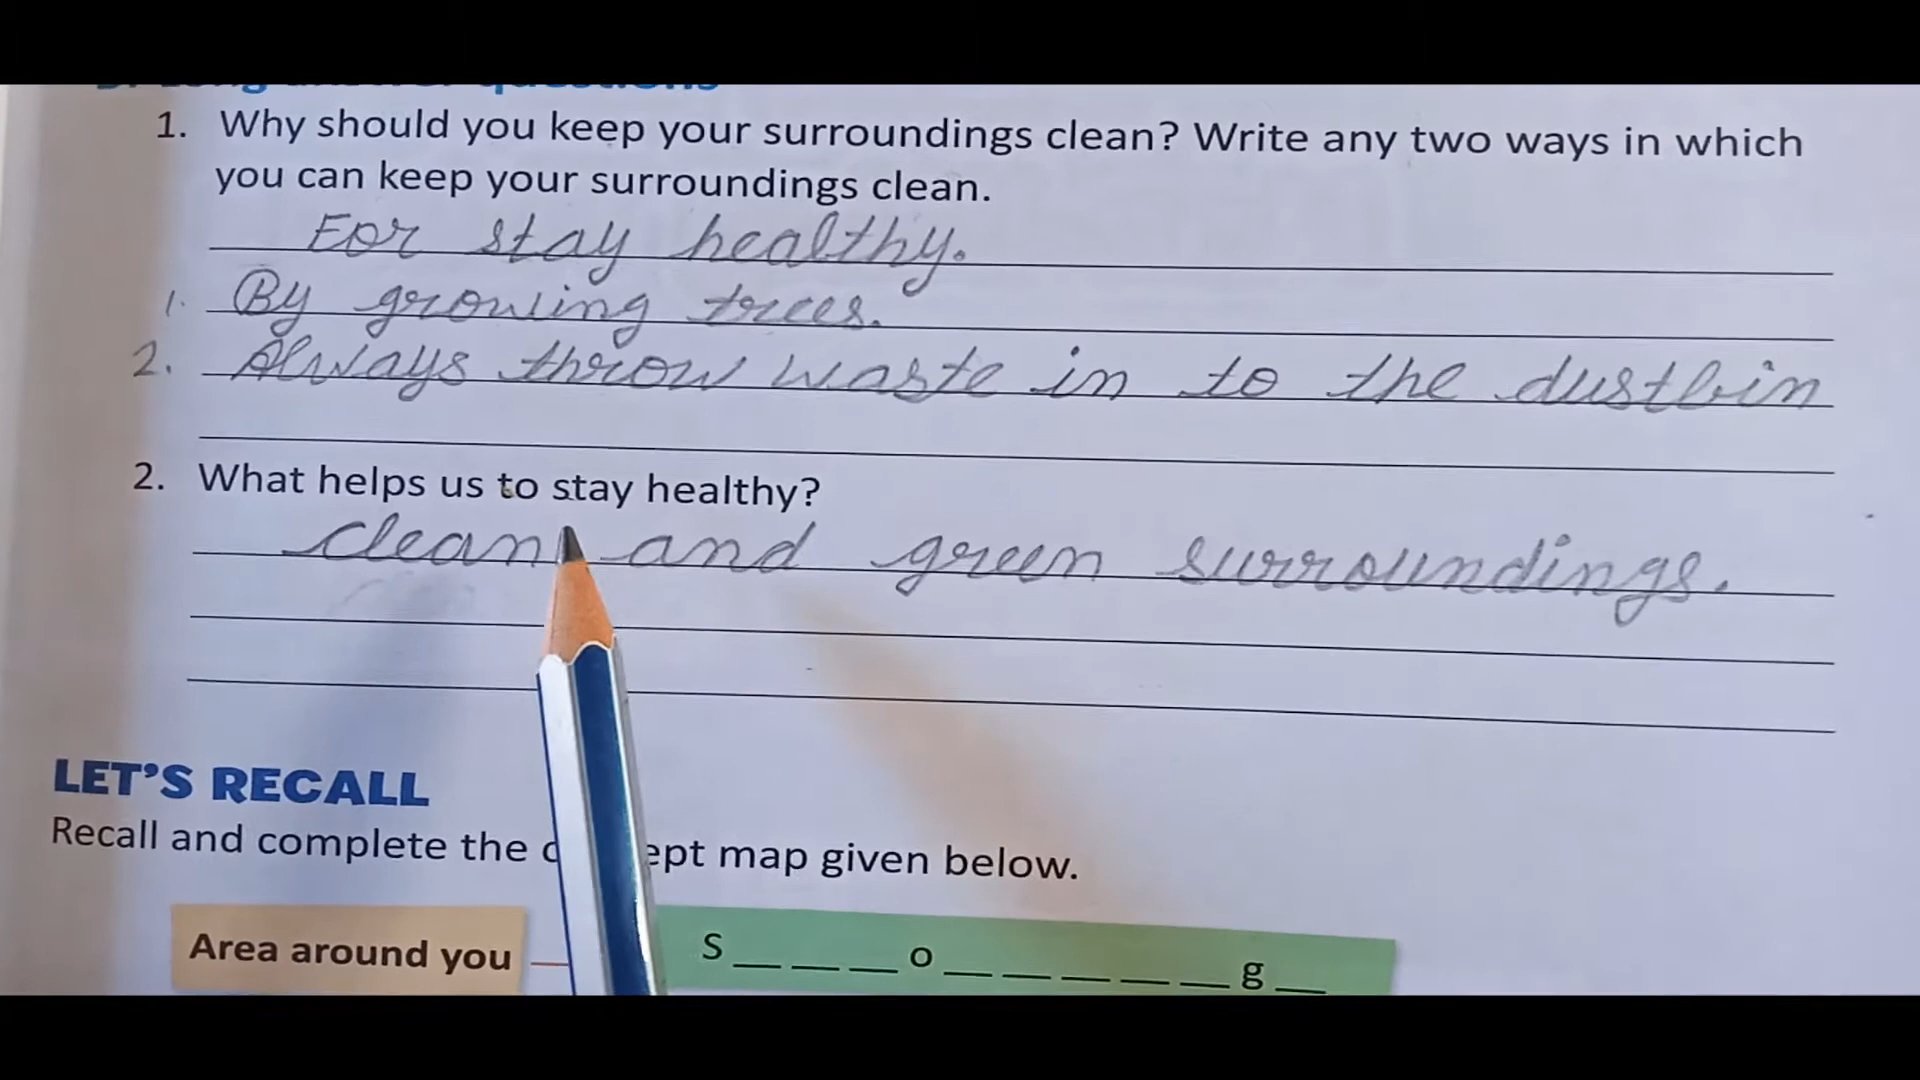 1. Why should you keep your surroundings clean? Write any two ways in which
you can keep your surroundings clean.
For stay healthy.
1. By growing trees.
2. Always throw waste in to the dustbin
2. What helps us to stay healthy?
clean and green surroundings.
LET'S RECALL
Recall and complete the c ept map given below.
Area around you
S _ _ _ o _ _ _ _ _ g _